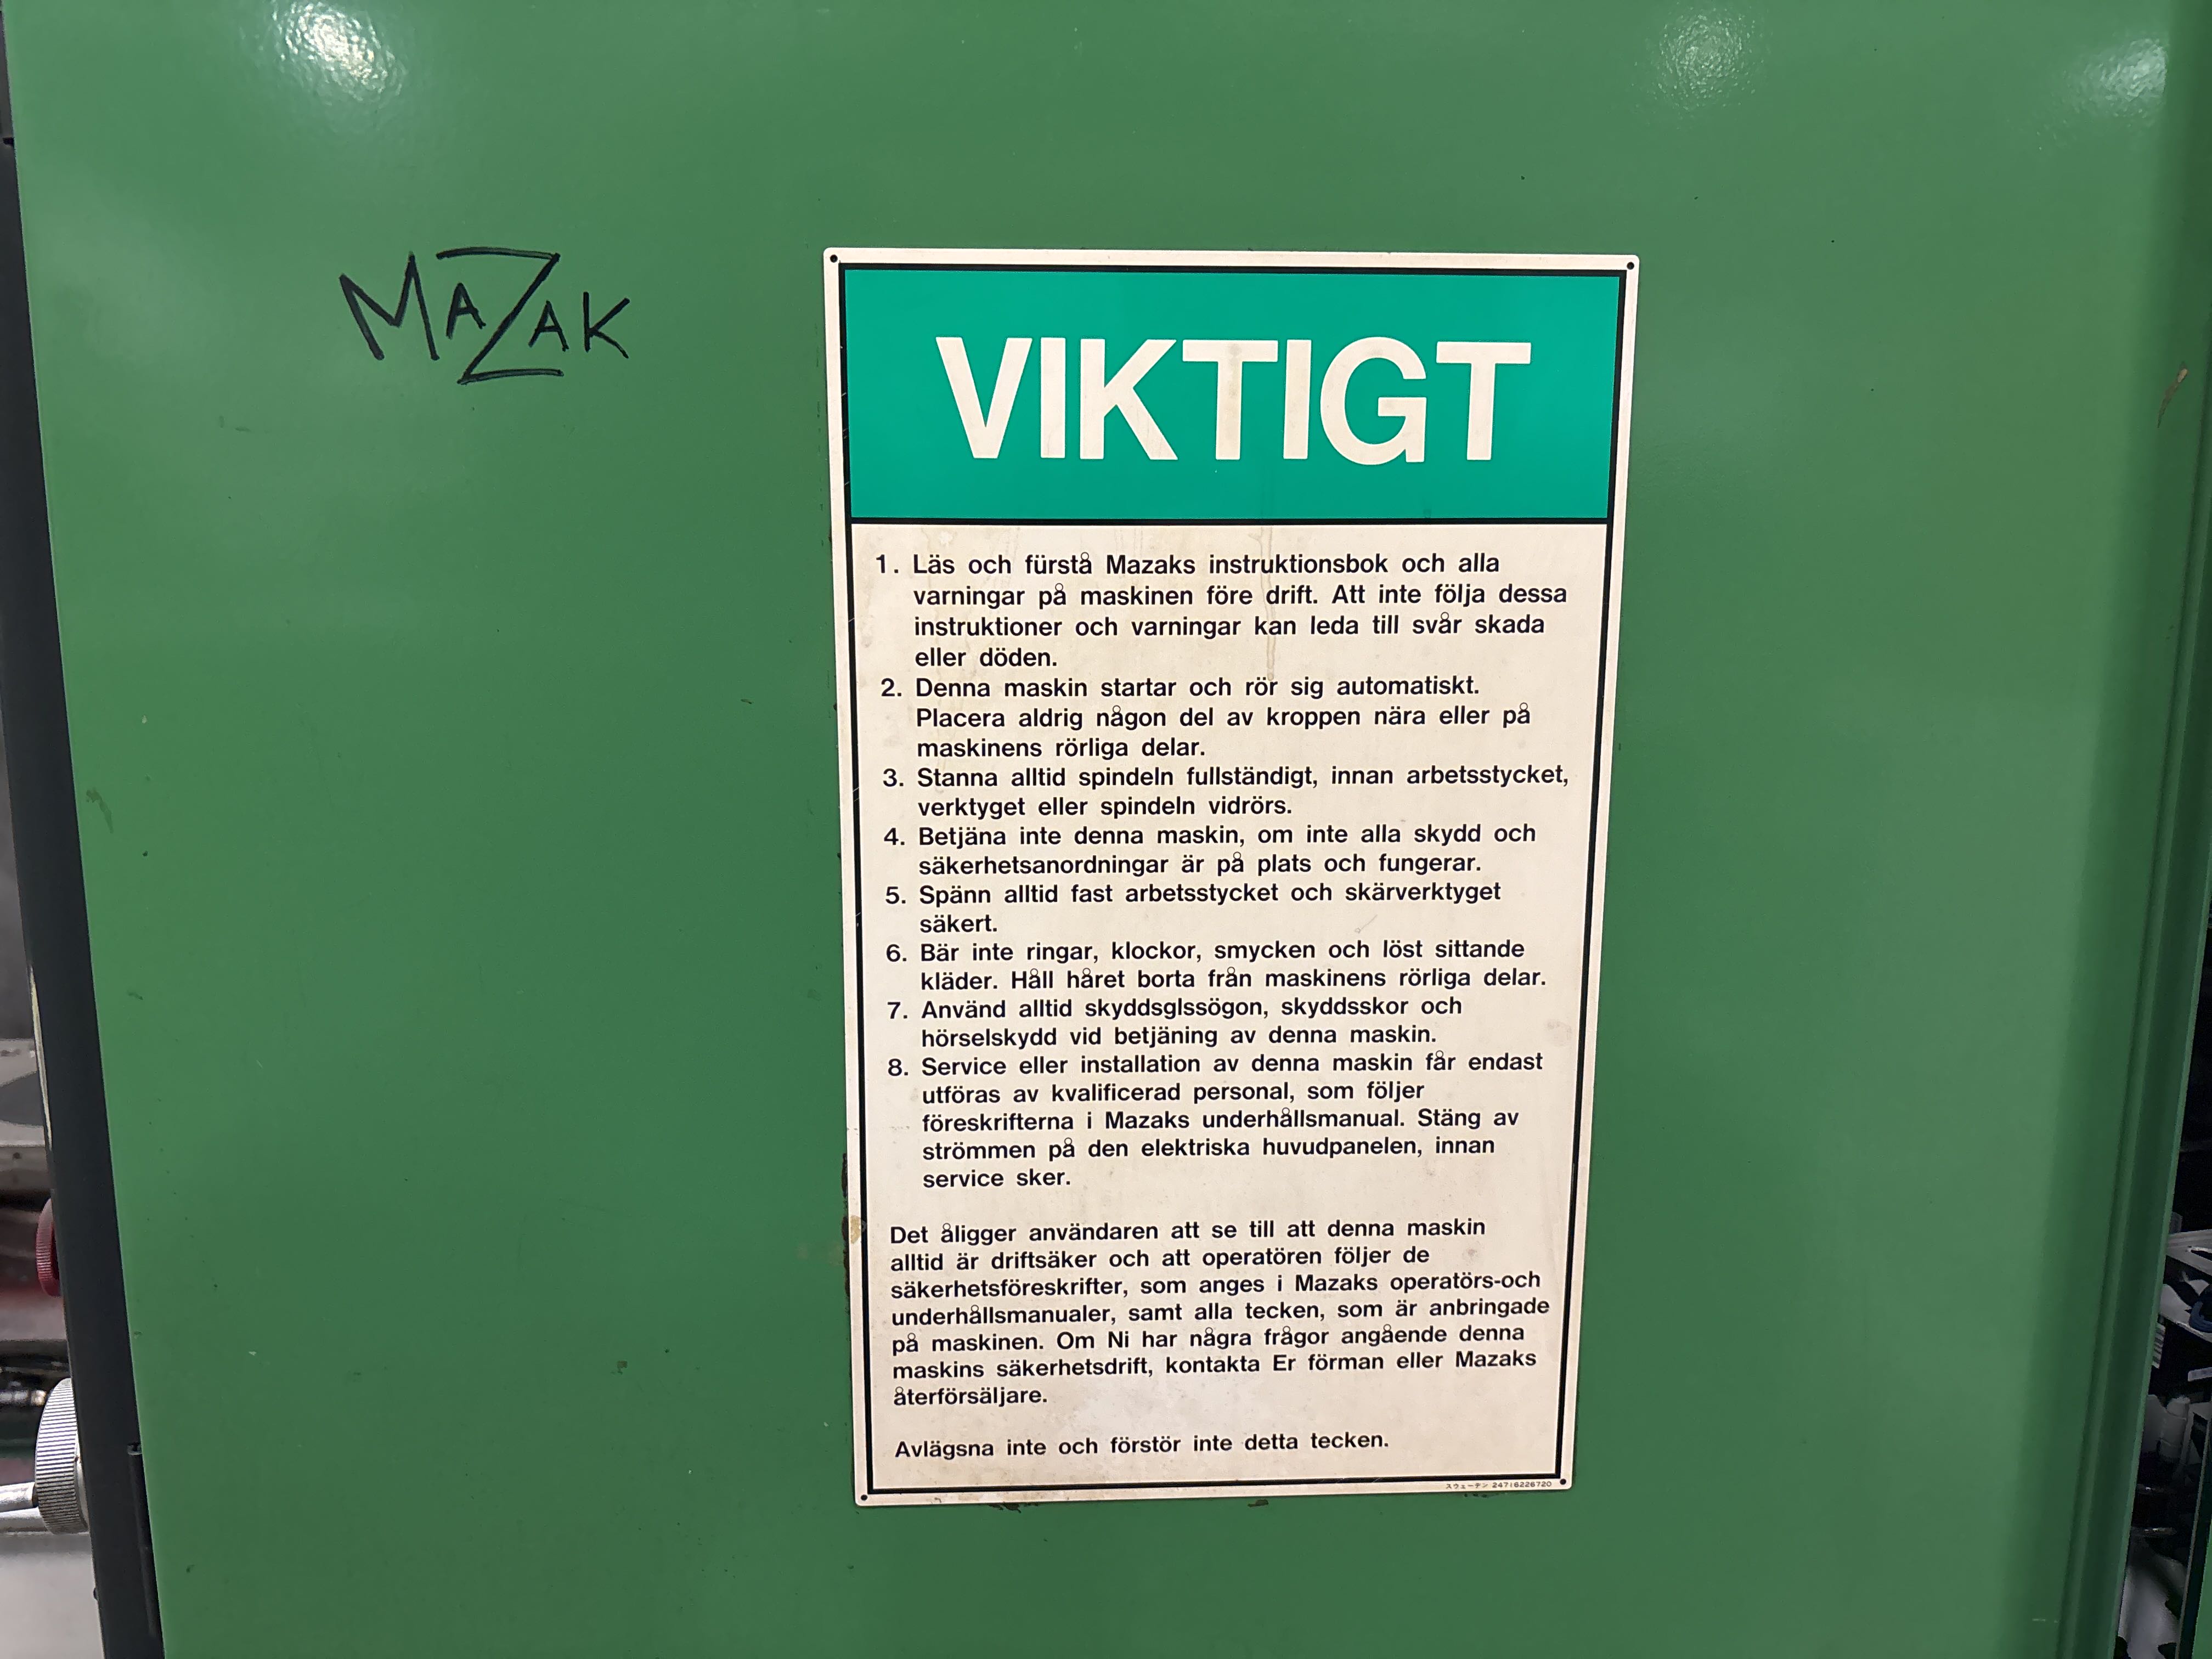 MAZAK
VIKTIGT
1. Läs och fürstå Mazaks instruktionsbok och alla
varningar på maskinen före drift. Att inte följa dessa
instruktioner och varningar kan leda till svår skada
eller döden.
2. Denna maskin startar och rör sig automatiskt.
Placera aldrig någon del av kroppen nära eller på
maskinens rörliga delar.
3. Stanna alltid spindeln fullständigt, innan arbetsstycket,
verktyget eller spindeln vidrörs.
4. Betjäna inte denna maskin, om inte alla skydd och
säkerhetsanordningar är på plats och fungerar.
5. Spänn alltid fast arbetsstycket och skärverktyget
säkert.
6. Bär inte ringar, klockor, smycken och löst sittande
kläder. Håll håret borta från maskinens rörliga delar.
7. Använd alltid skyddsglssögon, skyddsskor och
hörselskydd vid betjäning av denna maskin.
8. Service eller installation av denna maskin får endast
utföras av kvalificerad personal, som följer
föreskrifterna i Mazaks underhållsmanual. Stäng av
strömmen på den elektriska huvudpanelen, innan
service sker.
Det åligger användaren att se till att denna maskin
alltid är driftsäker och att operatören följer de
säkerhetsföreskrifter, som anges i Mazaks operatörs-och
underhållsmanualer, samt alla tecken, som är anbringade
på maskinen. Om Ni har några frågor angående denna
maskins säkerhetsdrift, kontakta Er förman eller Mazaks
återförsäljare.
Avlägsna inte och förstör inte detta tecken.
スウェーデン 24716226720